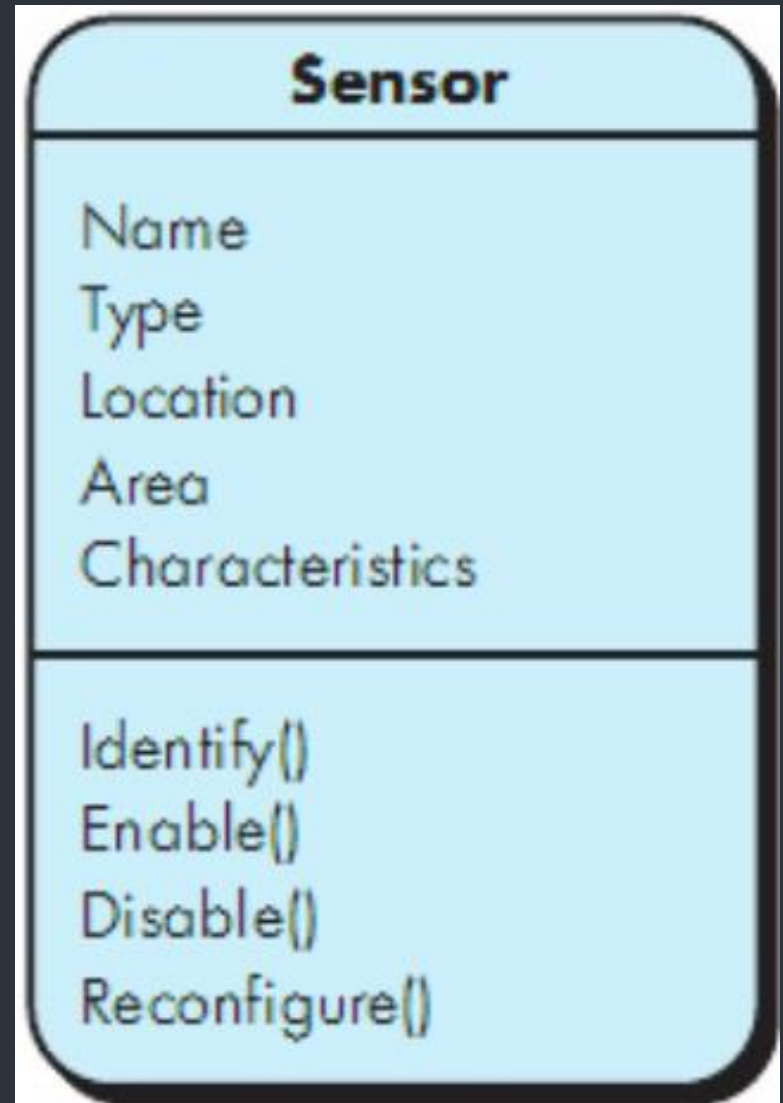 Sensor
Name
Type
Location
Area
Characteristics
Identify()
Enable()
Disable()
Reconfigure()